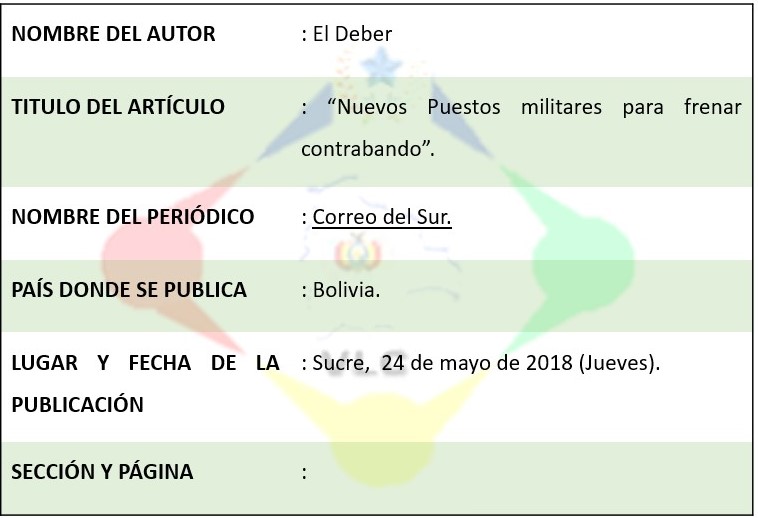 NOMBRE DEL AUTOR : El Deber
TITULO DEL ARTÍCULO : “Nuevos Puestos militares para frenar
contrabando”.
NOMBRE DEL PERIÓDICO : Correo del Sur.
PAÍS DONDE SE PUBLICA : Bolivia.
LUGAR Y FECHA DE LA : Sucre, 24 de mayo de 2018 (Jueves).
PUBLICACIÓN
VLG
SECCIÓN Y PÁGINA :